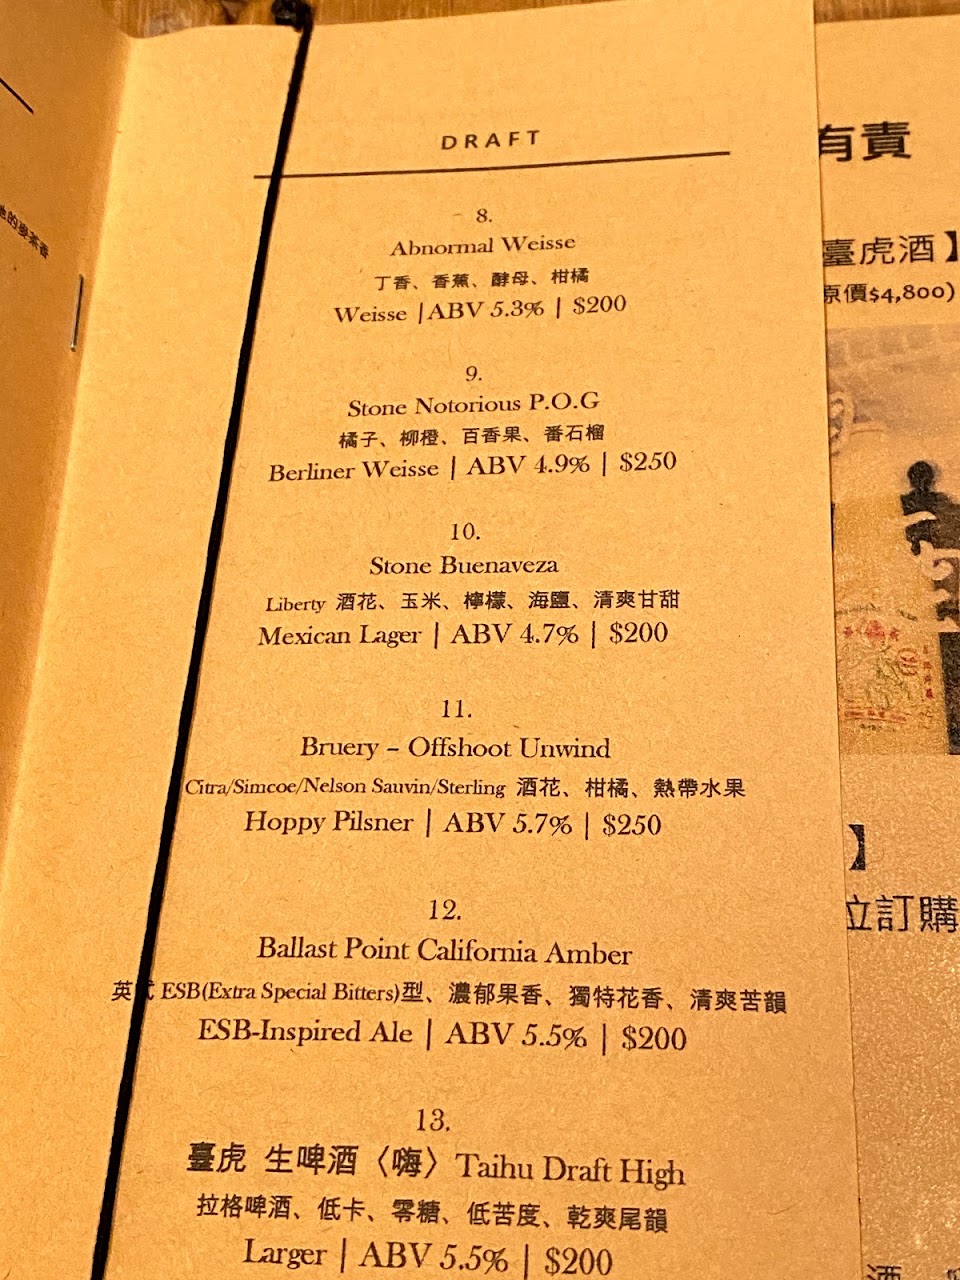 DRAFT
8.
Abnormal Weisse
丁香、香蕉、酵母、柑橘
Weisse | ABV 5.3% | $200
9.
Stone Notorious P.O.G
橘子、柳橙、百香果、番石榴
Berliner Weisse | ABV 4.9% | $250
10.
Stone Buenaveza
Liberty 酒花、玉米、檸檬、海鹽、清爽甘甜
Mexican Lager | ABV 4.7% | $200
11.
Bruery – Offshoot Unwind
Citra/Simcoe/Nelson Sauvin/Sterling 酒花、柑橘、熱帶水果
Hoppy Pilsner | ABV 5.7% | $250
12.
Ballast Point California Amber
英式 ESB(Extra Special Bitters)型、濃郁果香、獨特花香、清爽苦韻
ESB-Inspired Ale | ABV 5.5% | $200
13.
臺虎 生啤酒〈嗨〉Taihu Draft High
拉格啤酒、低卡、零糖、低苦度、乾爽尾韻
Larger | ABV 5.5% | $200
有責
臺虎酒】
原價$4,800)
】
立訂購